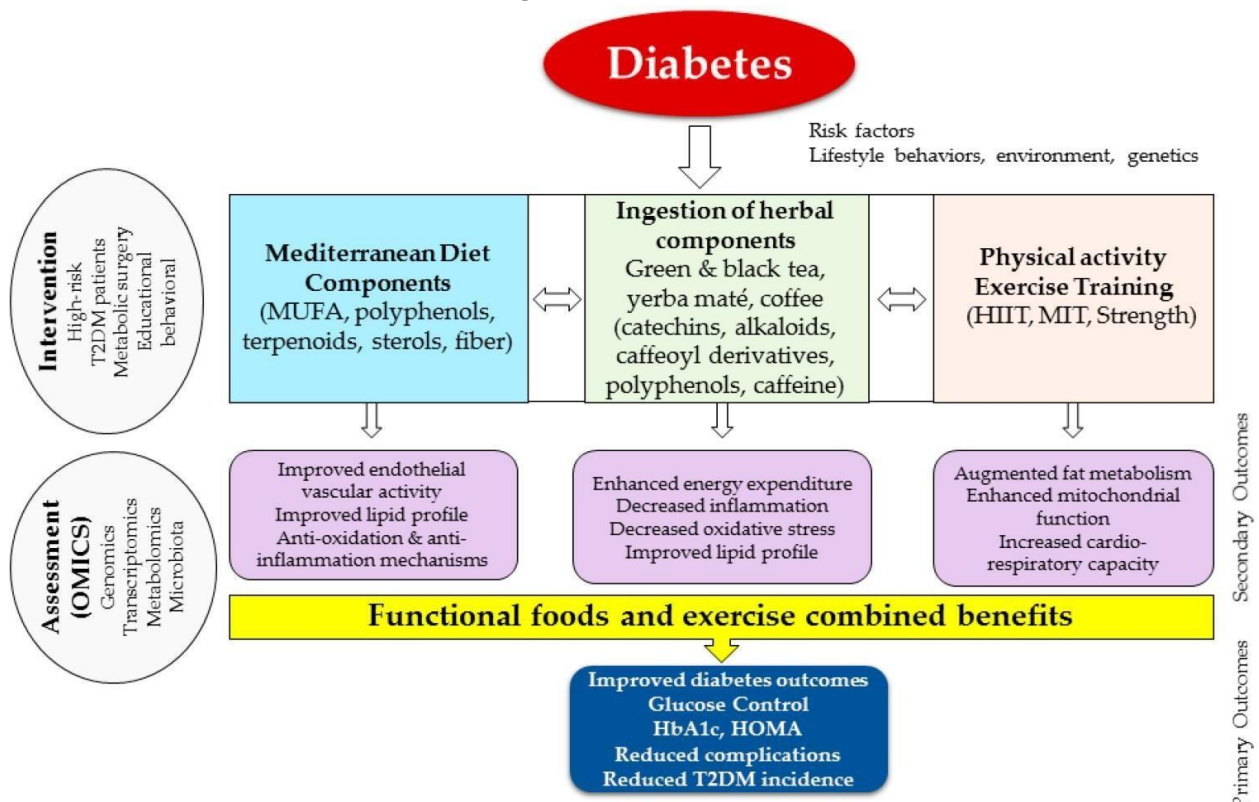 Diabetes
Risk factors
Lifestyle behaviors, environment, genetics
Intervention
High-risk
T2DM patients
Metabolic surgery
Educational
behavioral
Mediterranean Diet
Components
(MUFA, polyphenols,
terpenoids, sterols, fiber)
Ingestion of herbal
components
Green & black tea,
yerba maté, coffee
(catechins, alkaloids,
caffeoyl derivatives,
polyphenols, caffeine)
Physical activity
Exercise Training
(HIIT, MIT, Strength)
Assessment
(OMICS)
Genomics
Transcriptomics
Metabolomics
Microbiota
Improved endothelial
vascular activity
Improved lipid profile
Anti-oxidation & anti-
inflammation mechanisms
Enhanced energy expenditure
Decreased inflammation
Decreased oxidative stress
Improved lipid profile
Augmented fat metabolism
Enhanced mitochondrial
function
Increased cardio-
respiratory capacity
Secondary Outcomes
Functional foods and exercise combined benefits
Improved diabetes outcomes
Glucose Control
HbA1c, HOMA
Reduced complications
Reduced T2DM incidence
Primary Outcomes